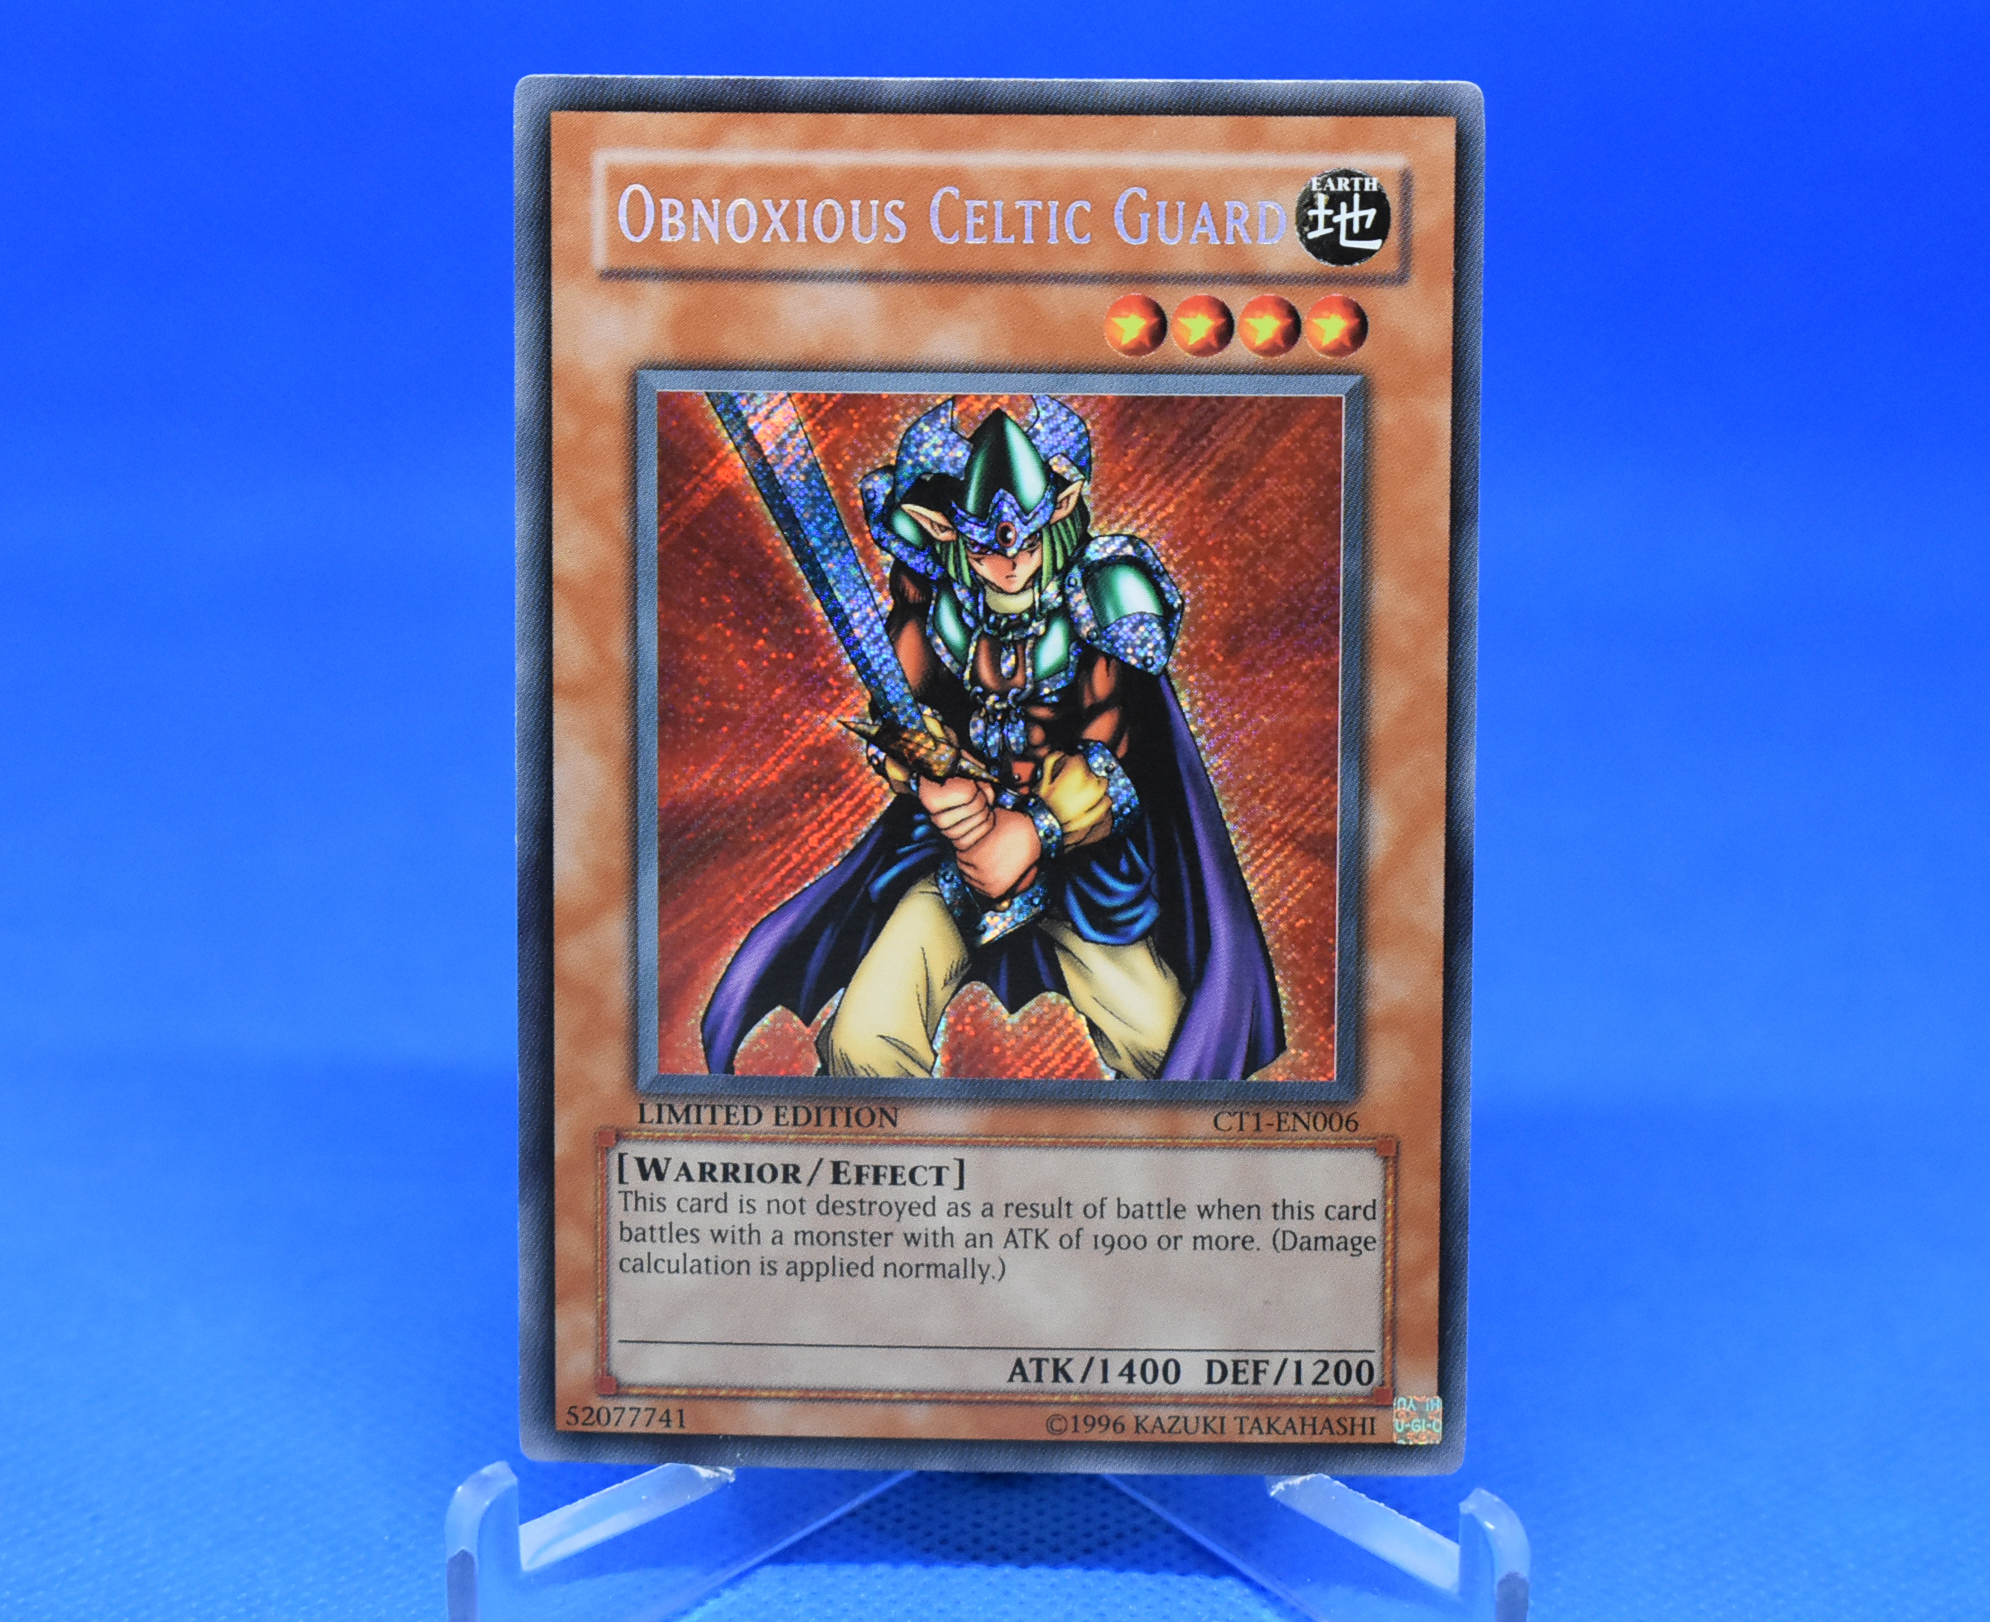 OBNOXIOUS CELTIC GUARD
EARTH
地
LIMITED EDITION
CT1-EN006
[WARRIOR/EFFECT]
This card is not destroyed as a result of battle when this card
battles with a monster with an ATK of 1900 or more. (Damage
calculation is applied normally.)
ATK/1400 DEF/1200
52077741
©1996 KAZUKI TAKAHASHI